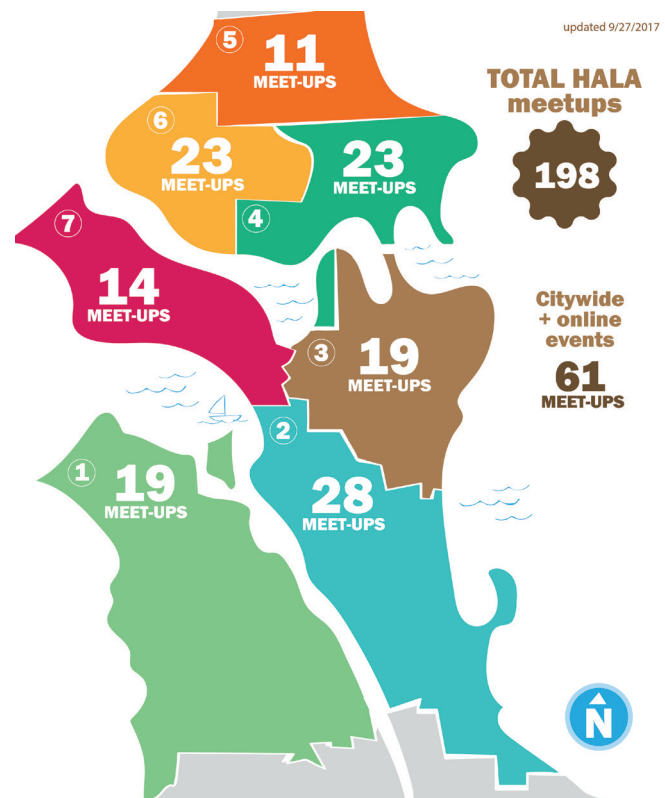 updated 9/27/2017
5
11
MEET-UPS
TOTAL HALA
meetups
198
6
23
MEET-UPS
23
MEET-UPS
4
7
14
MEET-UPS
Citywide
+ online
events
61
MEET-UPS
3
19
MEET-UPS
2
28
MEET-UPS
1
19
MEET-UPS
N